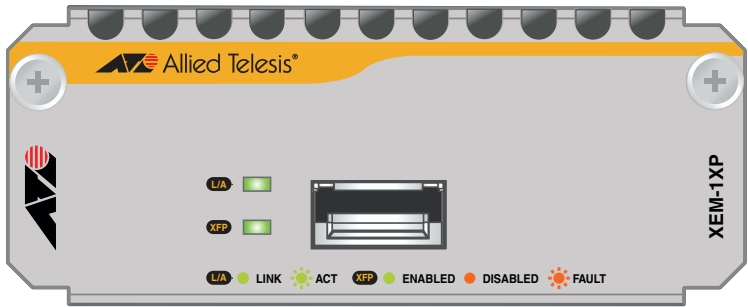 Allied Telesis®
L/A
XFP
XEM-1XP
L/A LINK ACT XFP ENABLED DISABLED FAULT